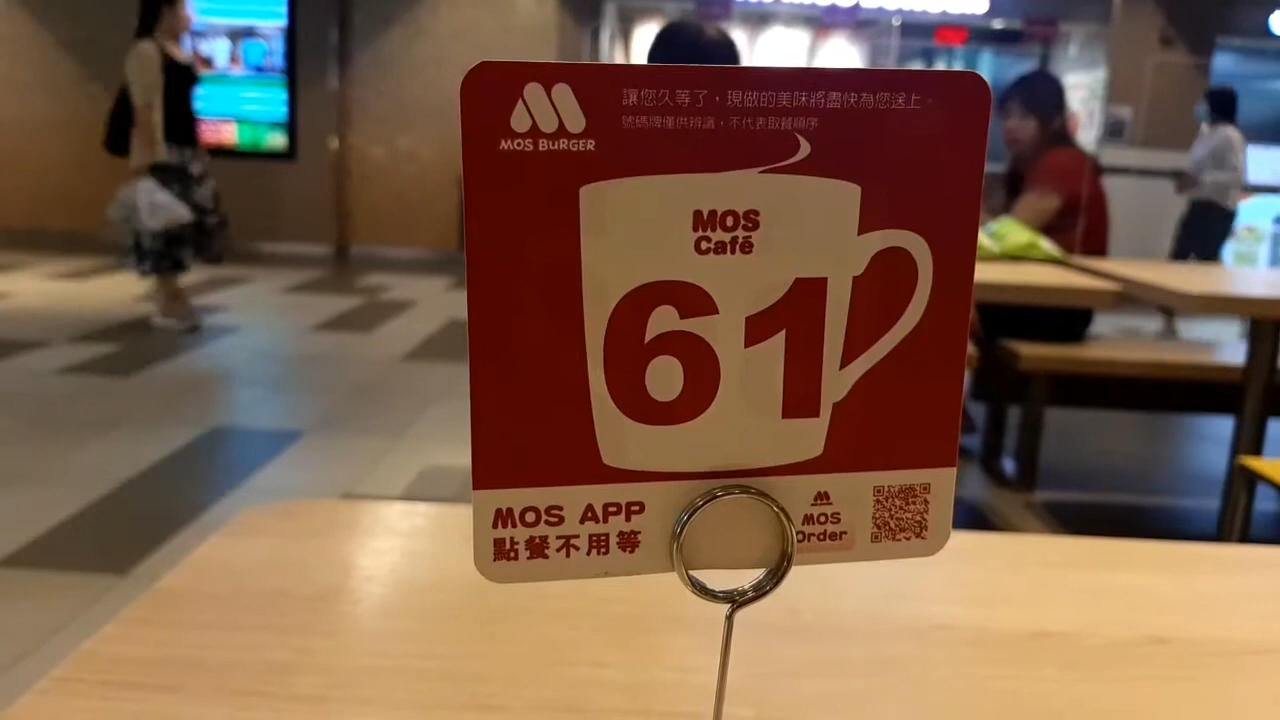 讓您久等了，現做的美味將盡快為您送上。
號碼牌僅供辨識，不代表取餐順序
MOS BURGER
MOS
Café
61
MOS APP
點餐不用等
MOS
Order